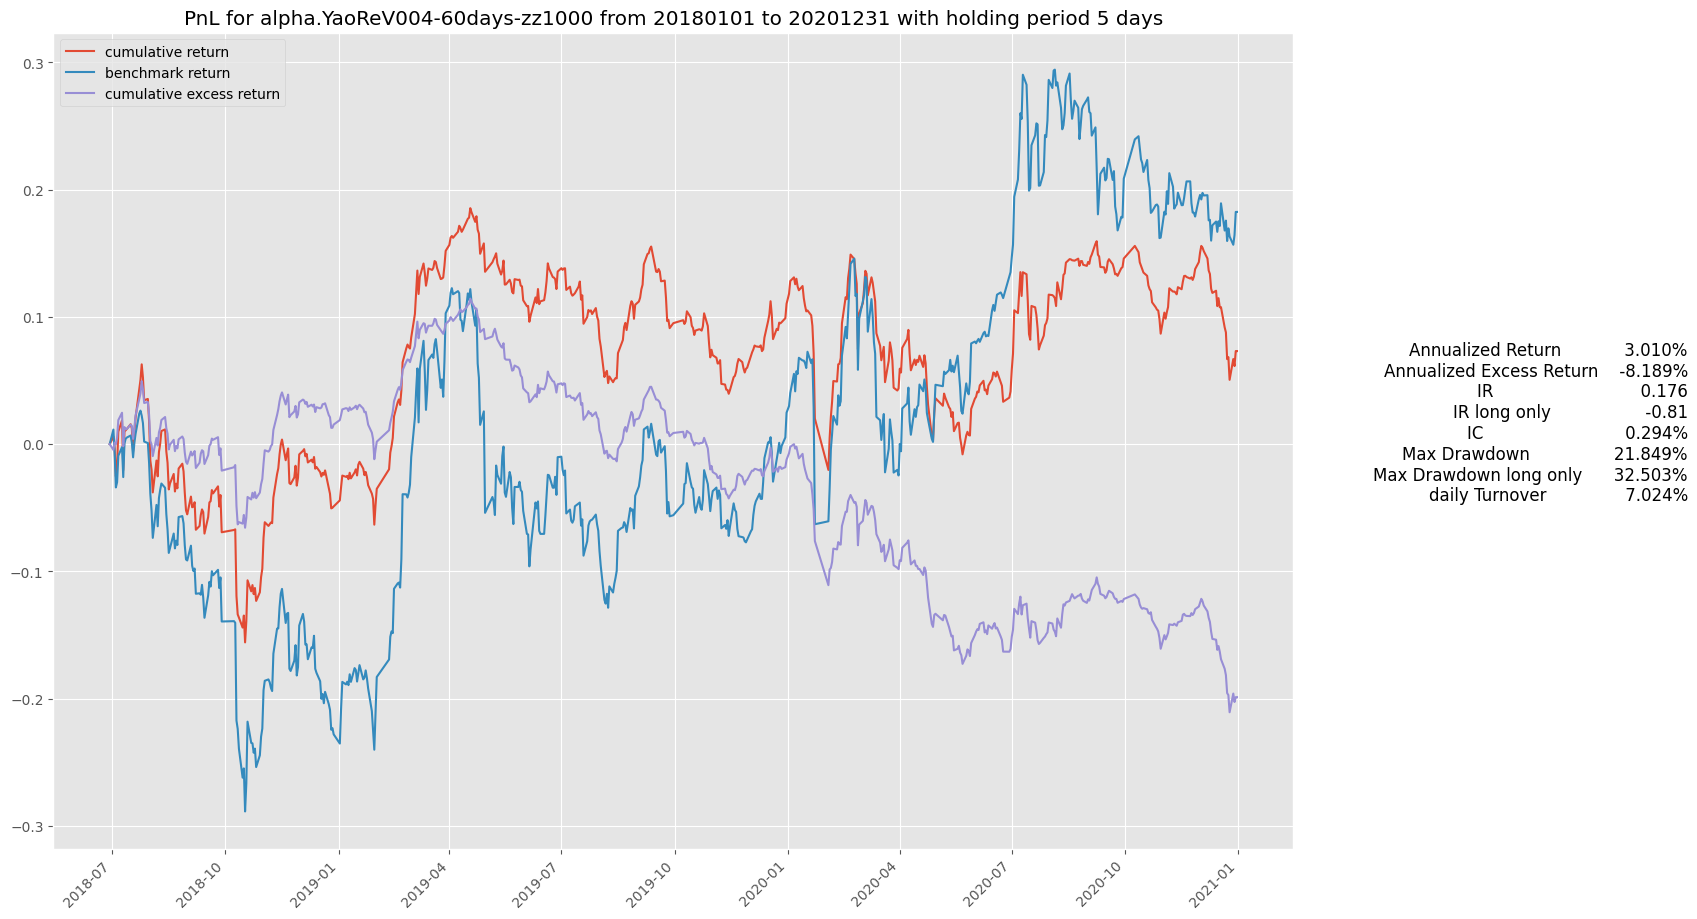 PnL for alpha.YaoReV004-60days-zz1000 from 20180101 to 20201231 with holding period 5 days
cumulative return
benchmark return
cumulative excess return
0.3
0.2
0.1
0.0
−0.1
−0.2
−0.3
2018-07
2018-10
2019-01
2019-04
2019-07
2019-10
2020-01
2020-04
2020-07
2020-10
2021-01
Annualized Return 3.010%
Annualized Excess Return -8.189%
IR 0.176
IR long only -0.81
IC 0.294%
Max Drawdown 21.849%
Max Drawdown long only 32.503%
daily Turnover 7.024%